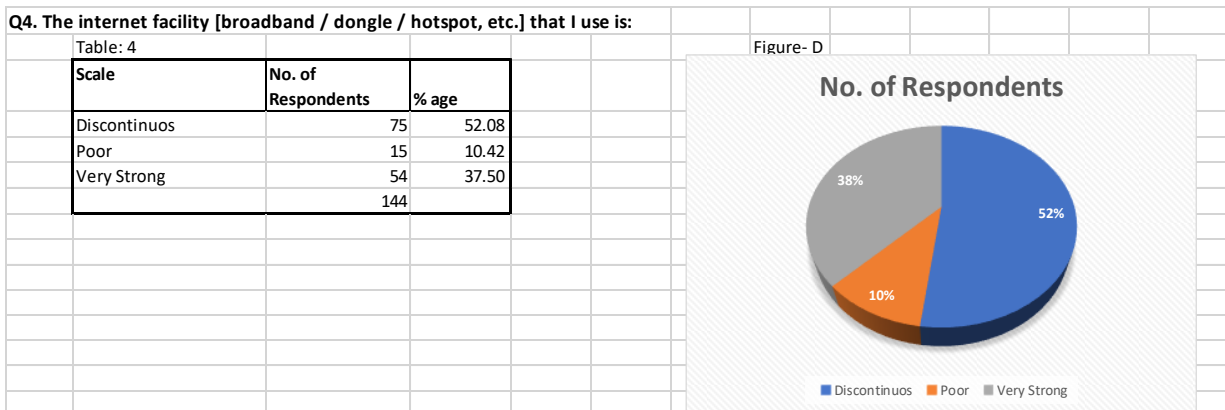 Q4. The internet facility [broadband / dongle / hotspot, etc.] that I use is:
Table: 4
Scale No. of Respondents % age
Discontinuos 75 52.08
Poor 15 10.42
Very Strong 54 37.50
144
Figure- D
No. of Respondents
38%
52%
10%
Discontinuos Poor Very Strong